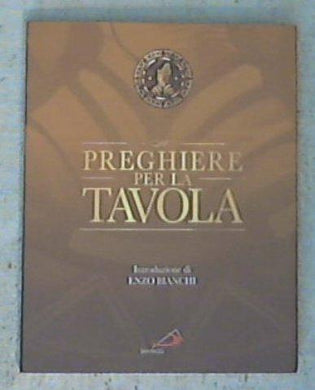 PREGHIERE
PER LA
TAVOLA
Introduzione di
ENZO BIANCHI